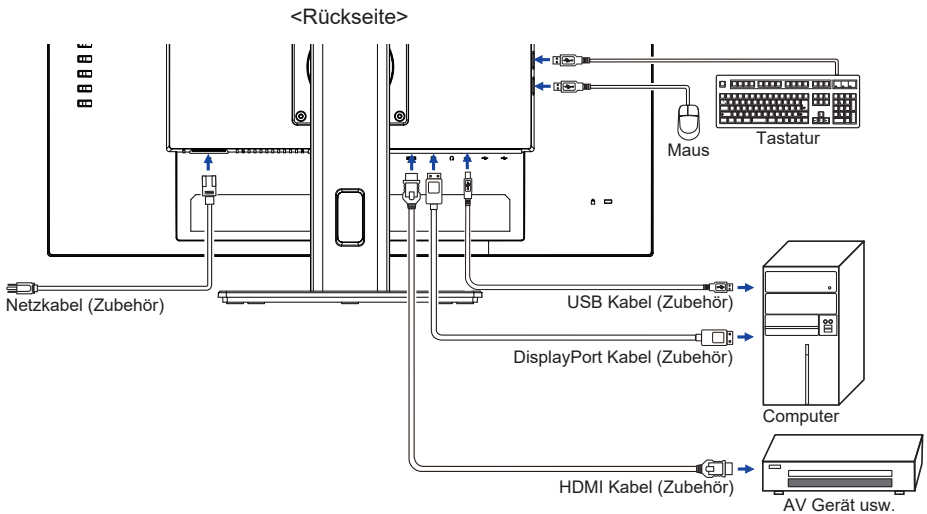 <Rückseite>
Maus
Tastatur
Netzkabel (Zubehör)
USB Kabel (Zubehör)
DisplayPort Kabel (Zubehör)
Computer
HDMI Kabel (Zubehör)
AV Gerät usw.